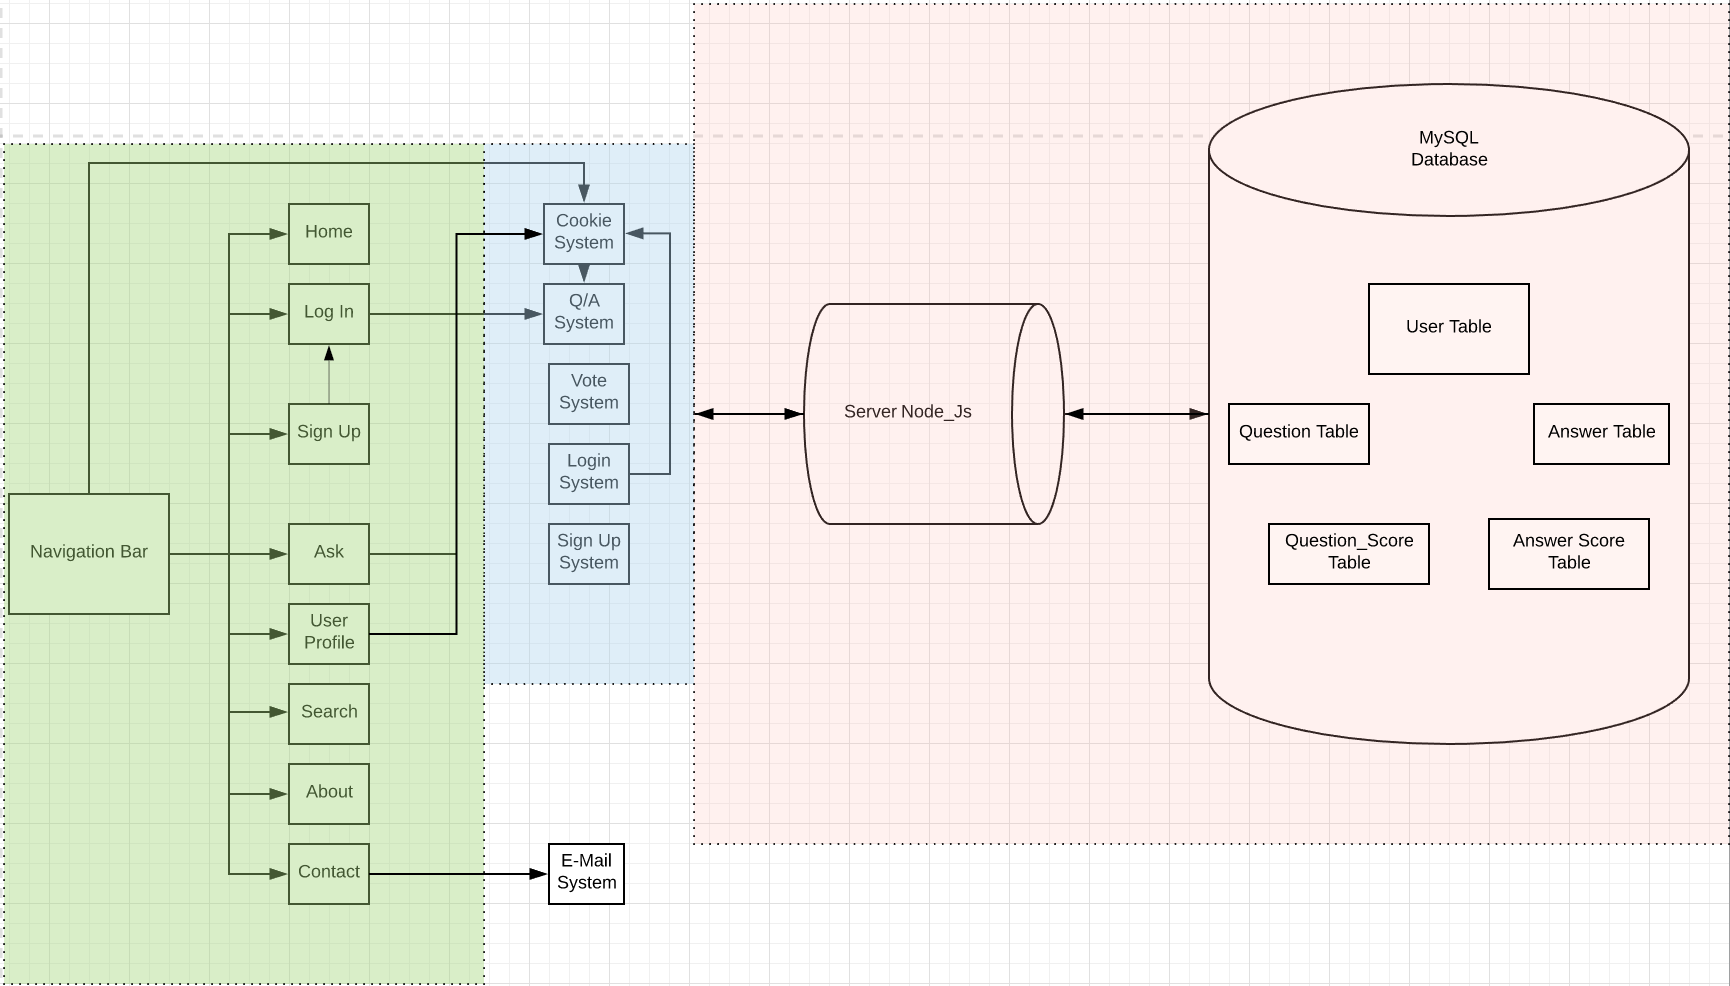 MySQL
Database
Home
Log In
Sign Up
Navigation Bar
Ask
User
Profile
Search
About
Contact
Cookie
System
Q/A
System
Vote
System
Login
System
Sign Up
System
E-Mail
System
Server Node_Js
User Table
Question Table
Answer Table
Question_Score
Table
Answer Score
Table